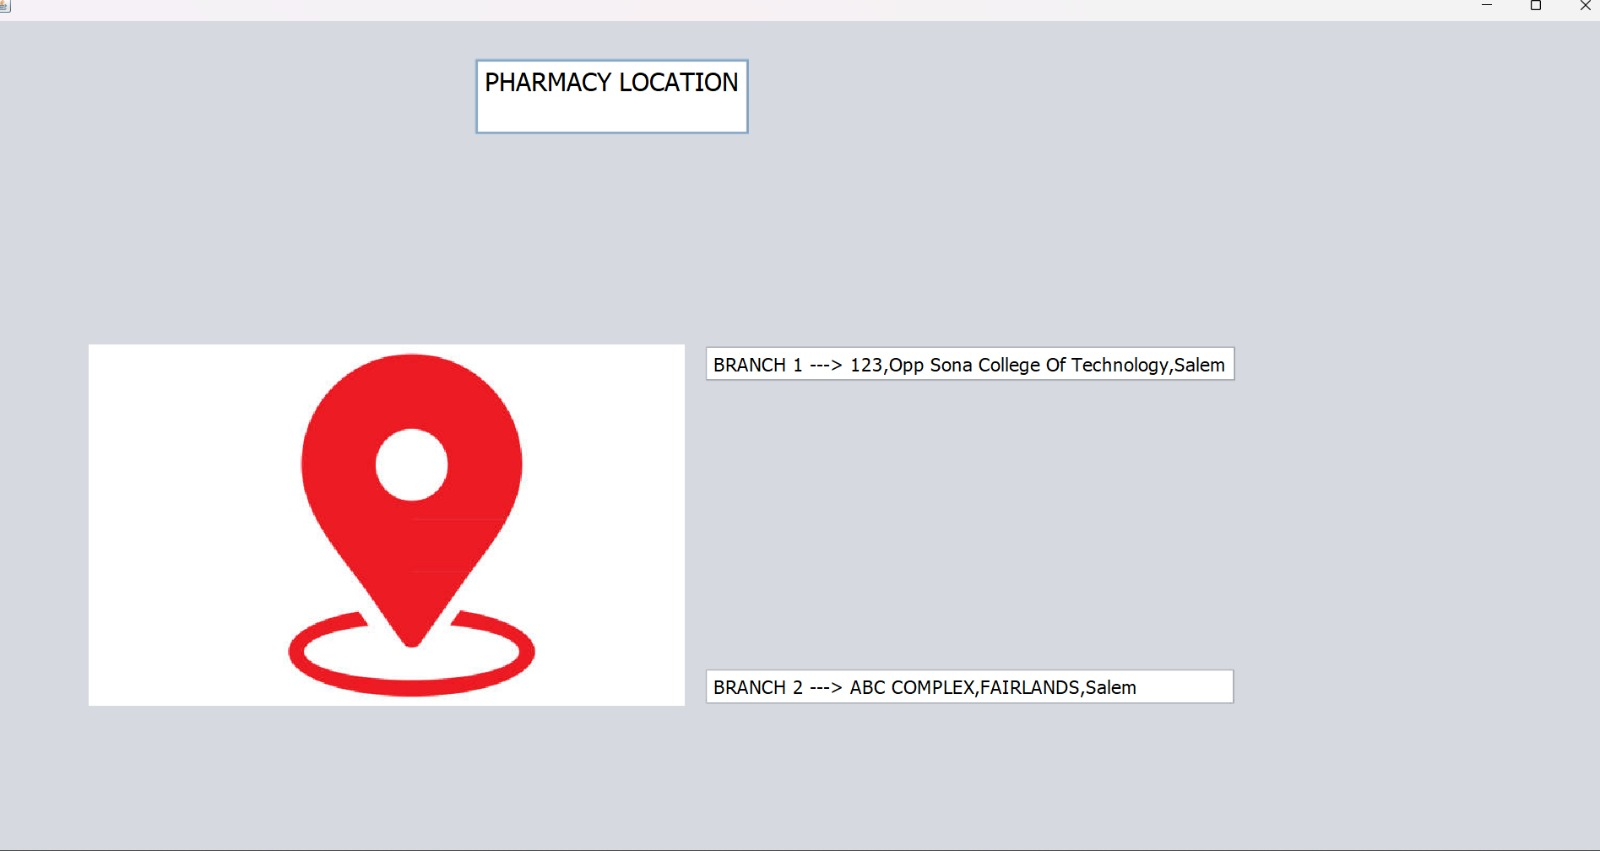 PHARMACY LOCATION
BRANCH 1 ---> 123,Opp Sona College Of Technology,Salem
BRANCH 2 ---> ABC COMPLEX,FAIRLANDS,Salem